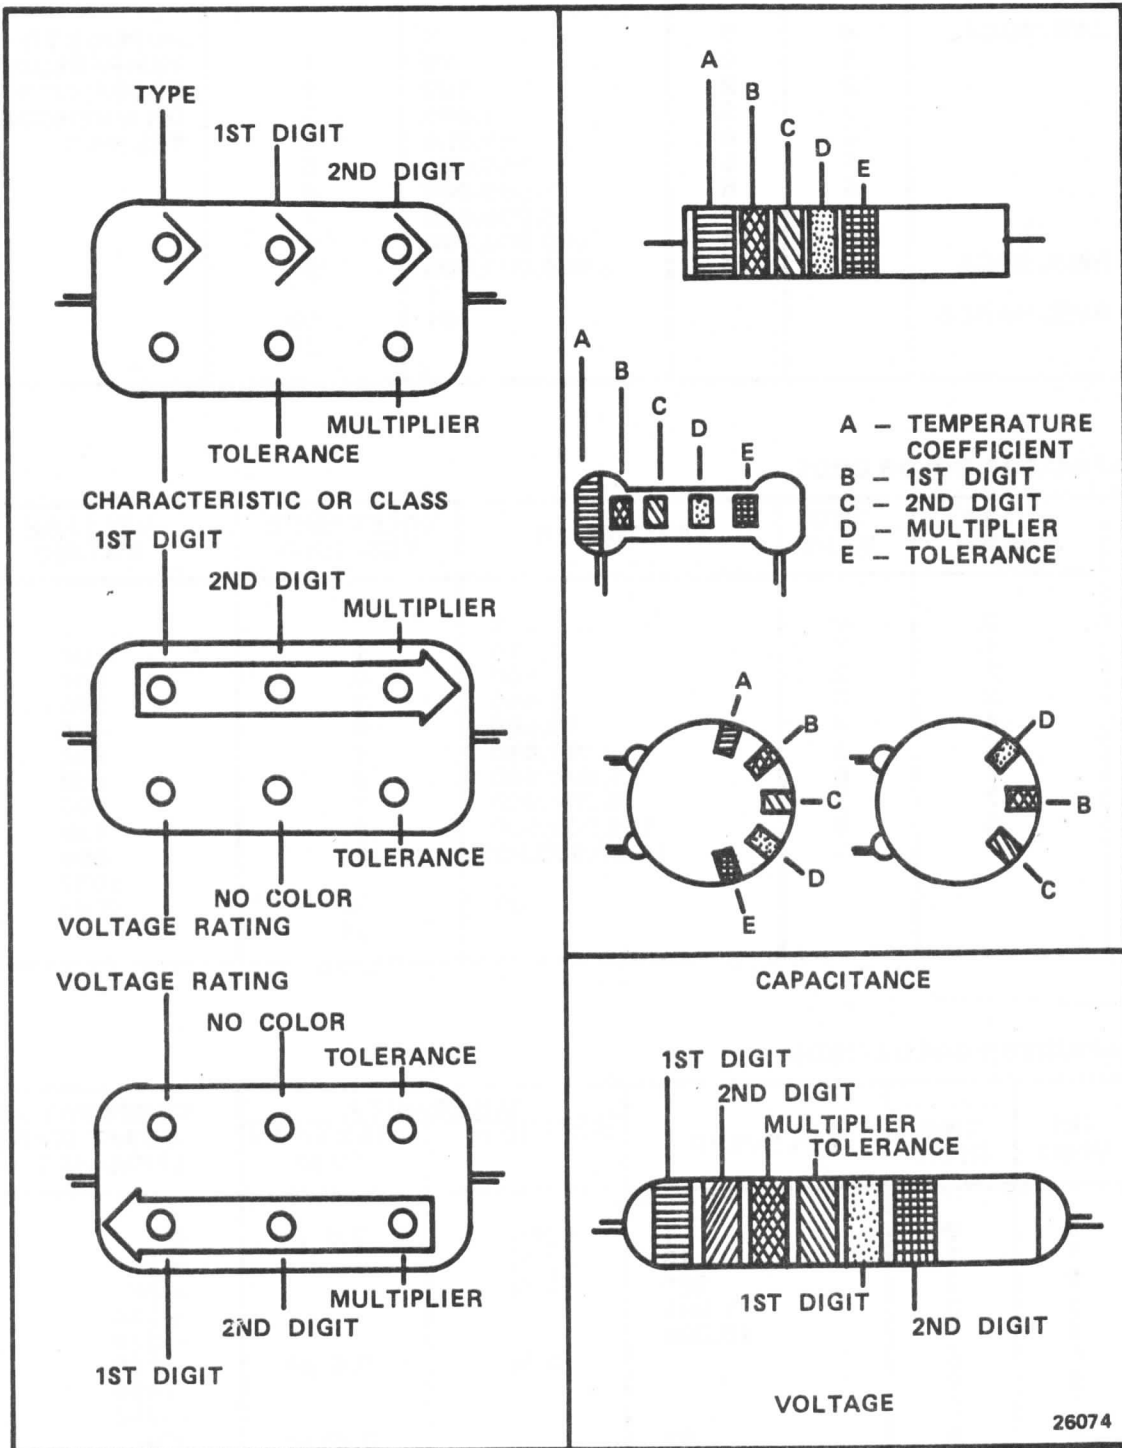 TYPE
1ST DIGIT
2ND DIGIT
MULTIPLIER
TOLERANCE
CHARACTERISTIC OR CLASS
1ST DIGIT
2ND DIGIT
MULTIPLIER
TOLERANCE
NO COLOR
VOLTAGE RATING
VOLTAGE RATING
NO COLOR
TOLERANCE
MULTIPLIER
2ND DIGIT
1ST DIGIT
A
B
C
D
E
A
B
C
D
E
A – TEMPERATURE
COEFFICIENT
B – 1ST DIGIT
C – 2ND DIGIT
D – MULTIPLIER
E – TOLERANCE
A
B
C
D
E
D
B
C
CAPACITANCE
1ST DIGIT
2ND DIGIT
MULTIPLIER
TOLERANCE
1ST DIGIT
2ND DIGIT
VOLTAGE
26074